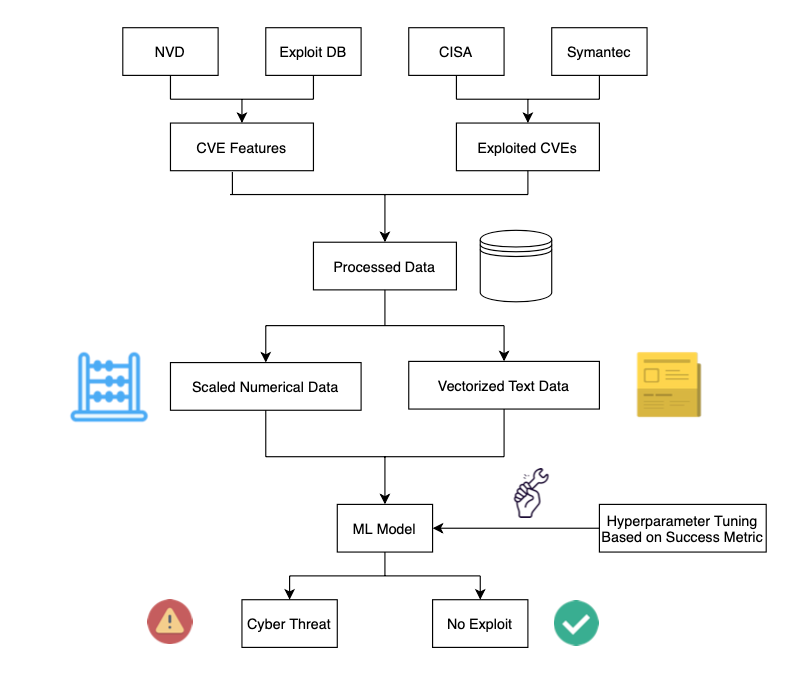 NVD
Exploit DB
CISA
Symantec
CVE Features
Exploited CVEs
Processed Data
Scaled Numerical Data
Vectorized Text Data
ML Model
Hyperparameter Tuning
Based on Success Metric
Cyber Threat
No Exploit